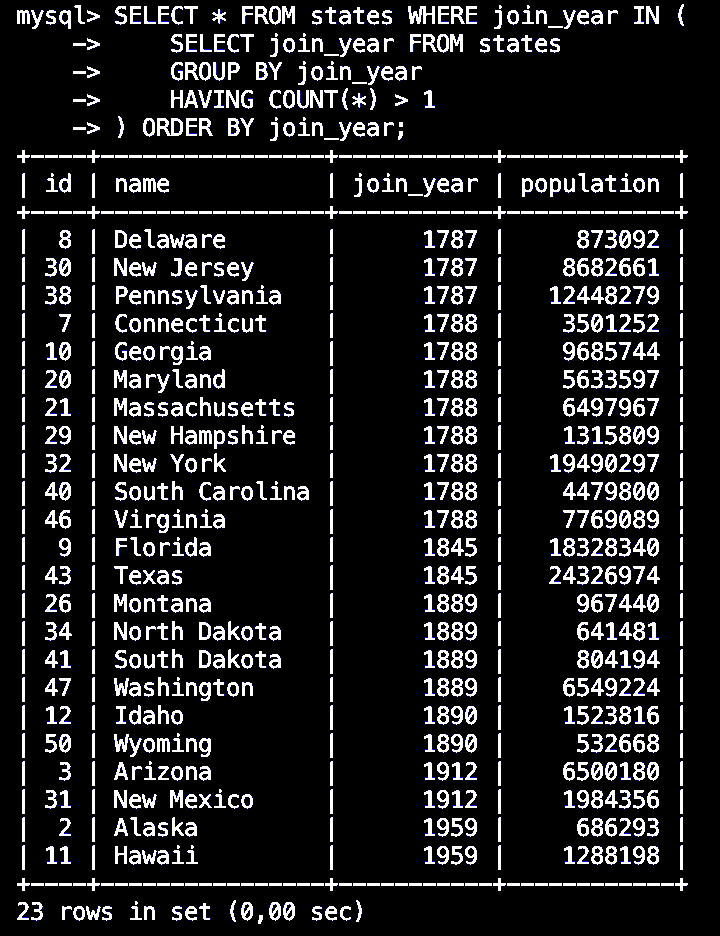 mysql> SELECT * FROM states WHERE join_year IN (
    ->     SELECT join_year FROM states
    ->     GROUP BY join_year
    ->     HAVING COUNT(*) > 1
    -> ) ORDER BY join_year;
+----+----------------+-----------+------------+
| id | name           | join_year | population |
+----+----------------+-----------+------------+
|  8 | Delaware       |      1787 |     873092 |
| 30 | New Jersey     |      1787 |    8682661 |
| 38 | Pennsylvania   |      1787 |   12448279 |
|  7 | Connecticut    |      1788 |    3501252 |
| 10 | Georgia        |      1788 |    9685744 |
| 20 | Maryland       |      1788 |    5633597 |
| 21 | Massachusetts  |      1788 |    6497967 |
| 29 | New Hampshire  |      1788 |    1315809 |
| 32 | New York       |      1788 |   19490297 |
| 40 | South Carolina |      1788 |    4479800 |
| 46 | Virginia       |      1788 |    7769089 |
|  9 | Florida        |      1845 |   18328340 |
| 43 | Texas          |      1845 |   24326974 |
| 26 | Montana        |      1889 |     967440 |
| 34 | North Dakota   |      1889 |     641481 |
| 41 | South Dakota   |      1889 |     804194 |
| 47 | Washington     |      1889 |    6549224 |
| 12 | Idaho          |      1890 |    1523816 |
| 50 | Wyoming        |      1890 |     532668 |
|  3 | Arizona        |      1912 |    6500180 |
| 31 | New Mexico     |      1912 |    1984356 |
|  2 | Alaska         |      1959 |     686293 |
| 11 | Hawaii         |      1959 |    1288198 |
+----+----------------+-----------+------------+
23 rows in set (0,00 sec)